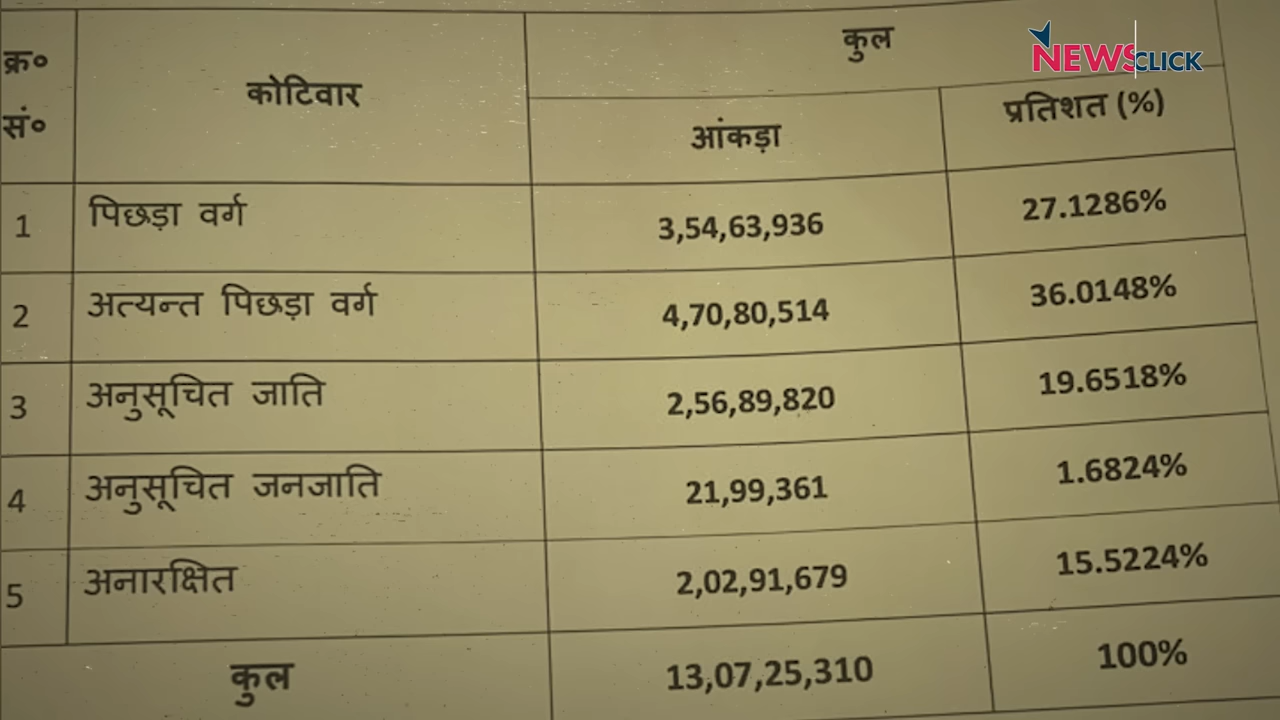 NEWSCLICK
क्र०
सं०
कोटिवार
कुल
आंकड़ा
प्रतिशत (%)
1 पिछड़ा वर्ग 3,54,63,936 27.1286%
2 अत्यन्त पिछड़ा वर्ग 4,70,80,514 36.0148%
3 अनुसूचित जाति 2,56,89,820 19.6518%
4 अनुसूचित जनजाति 21,99,361 1.6824%
5 अनारक्षित 2,02,91,679 15.5224%
कुल 13,07,25,310 100%